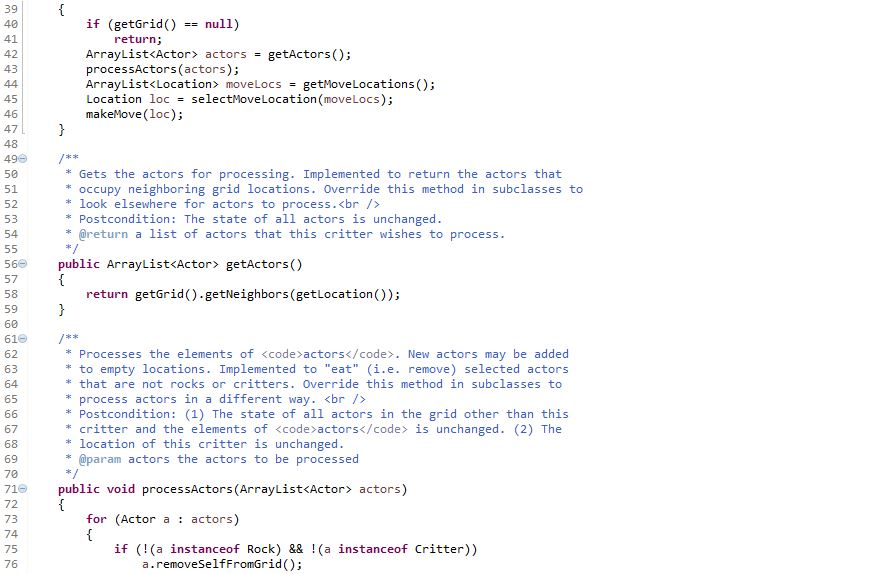 39 {
40 if (getGrid() == null)
41 return;
42 ArrayList<Actor> actors = getActors();
43 processActors(actors);
44 ArrayList<Location> moveLocs = getMoveLocations();
45 Location loc = selectMoveLocation(moveLocs);
46 makeMove(loc);
47 }
48
49 /**
50 * Gets the actors for processing. Implemented to return the actors that
51 * occupy neighboring grid locations. Override this method in subclasses to
52 * look elsewhere for actors to process.<br />
53 * Postcondition: The state of all actors is unchanged.
54 * @return a list of actors that this critter wishes to process.
55 */
56 public ArrayList<Actor> getActors()
57 {
58 return getGrid().getNeighbors(getLocation());
59 }
60
61 /**
62 * Processes the elements of <code>actors</code>. New actors may be added
63 * to empty locations. Implemented to "eat" (i.e. remove) selected actors
64 * that are not rocks or critters. Override this method in subclasses to
65 * process actors in a different way. <br />
66 * Postcondition: (1) The state of all actors in the grid other than this
67 * critter and the elements of <code>actors</code> is unchanged. (2) The
68 * location of this critter is unchanged.
69 * @param actors the actors to be processed
70 */
71 public void processActors(ArrayList<Actor> actors)
72 {
73 for (Actor a : actors)
74 {
75 if (!(a instanceof Rock) && !(a instanceof Critter))
76 a.removeSelfFromGrid();